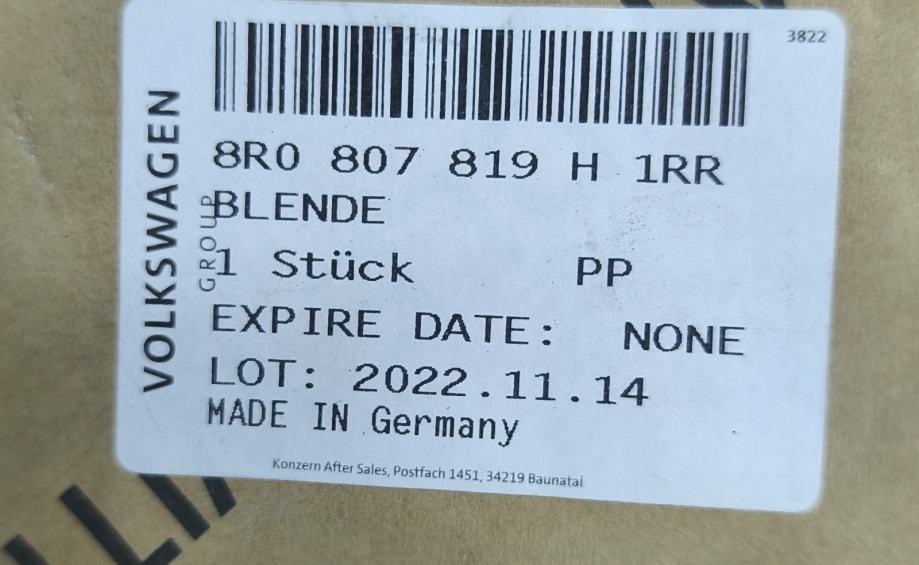 3822
VOLKSWAGEN
GROUP
8R0 807 819 H 1RR
BLENDE
1 Stück PP
EXPIRE DATE: NONE
LOT: 2022.11.14
MADE IN Germany
Konzern After Sales, Postfach 1451, 34219 Baunatal